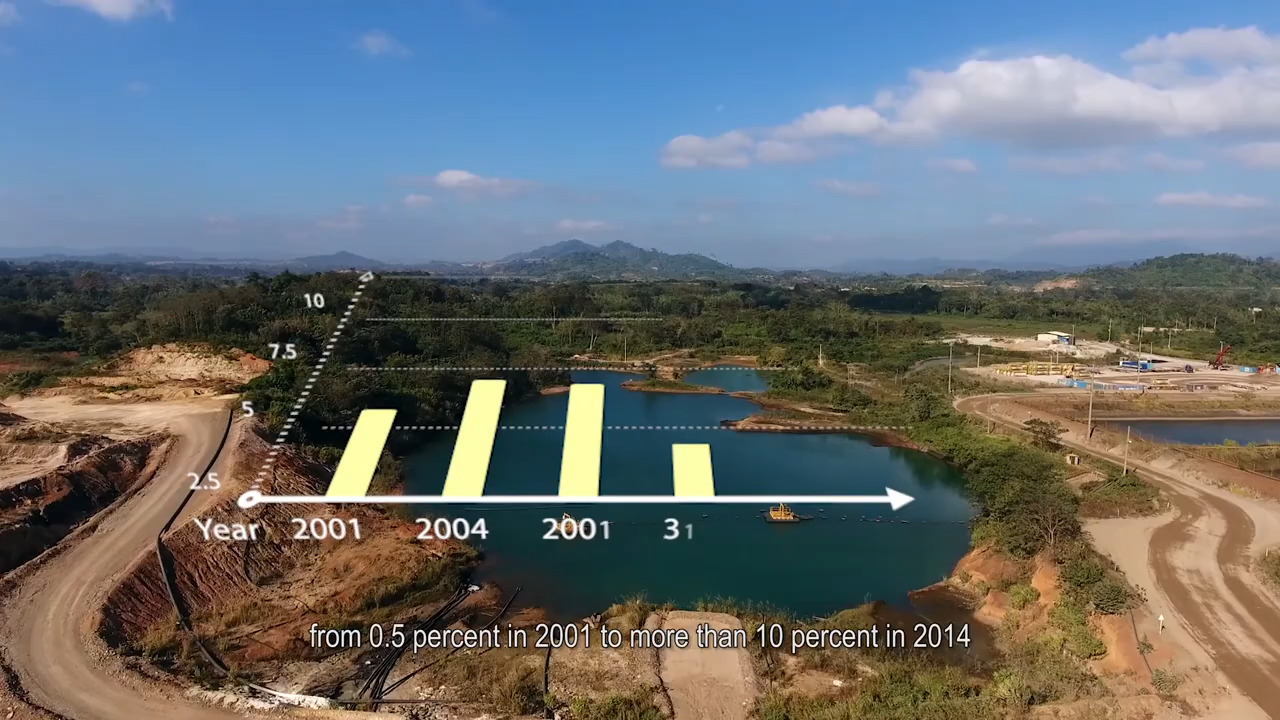 10
7.5
5
2.5
Year 2001 2004 2001 31
from 0.5 percent in 2001 to more than 10 percent in 2014